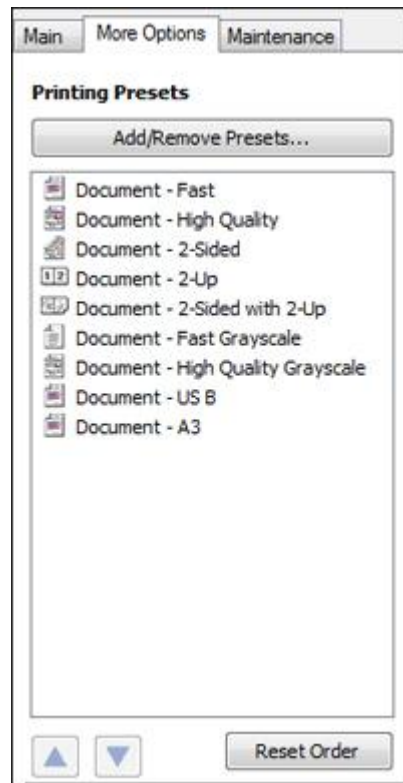 Main More Options Maintenance
Printing Presets
Add/Remove Presets...
Document - Fast
Document - High Quality
Document - 2-Sided
1 2 Document - 2-Up
Document - 2-Sided with 2-Up
Document - Fast Grayscale
Document - High Quality Grayscale
Document - US B
Document - A3
Reset Order